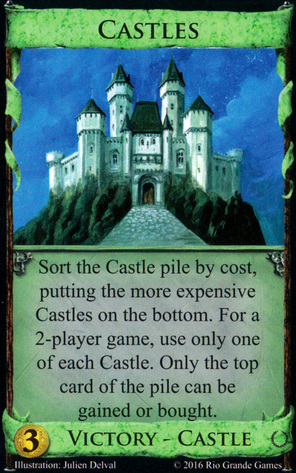 CASTLES
Sort the Castle pile by cost,
putting the more expensive
Castles on the bottom. For a
2-player game, use only one
of each Castle. Only the top
card of the pile can be
gained or bought.
3 VICTORY - CASTLE
Illustration: Julien Delval © 2016 Rio Grande Games